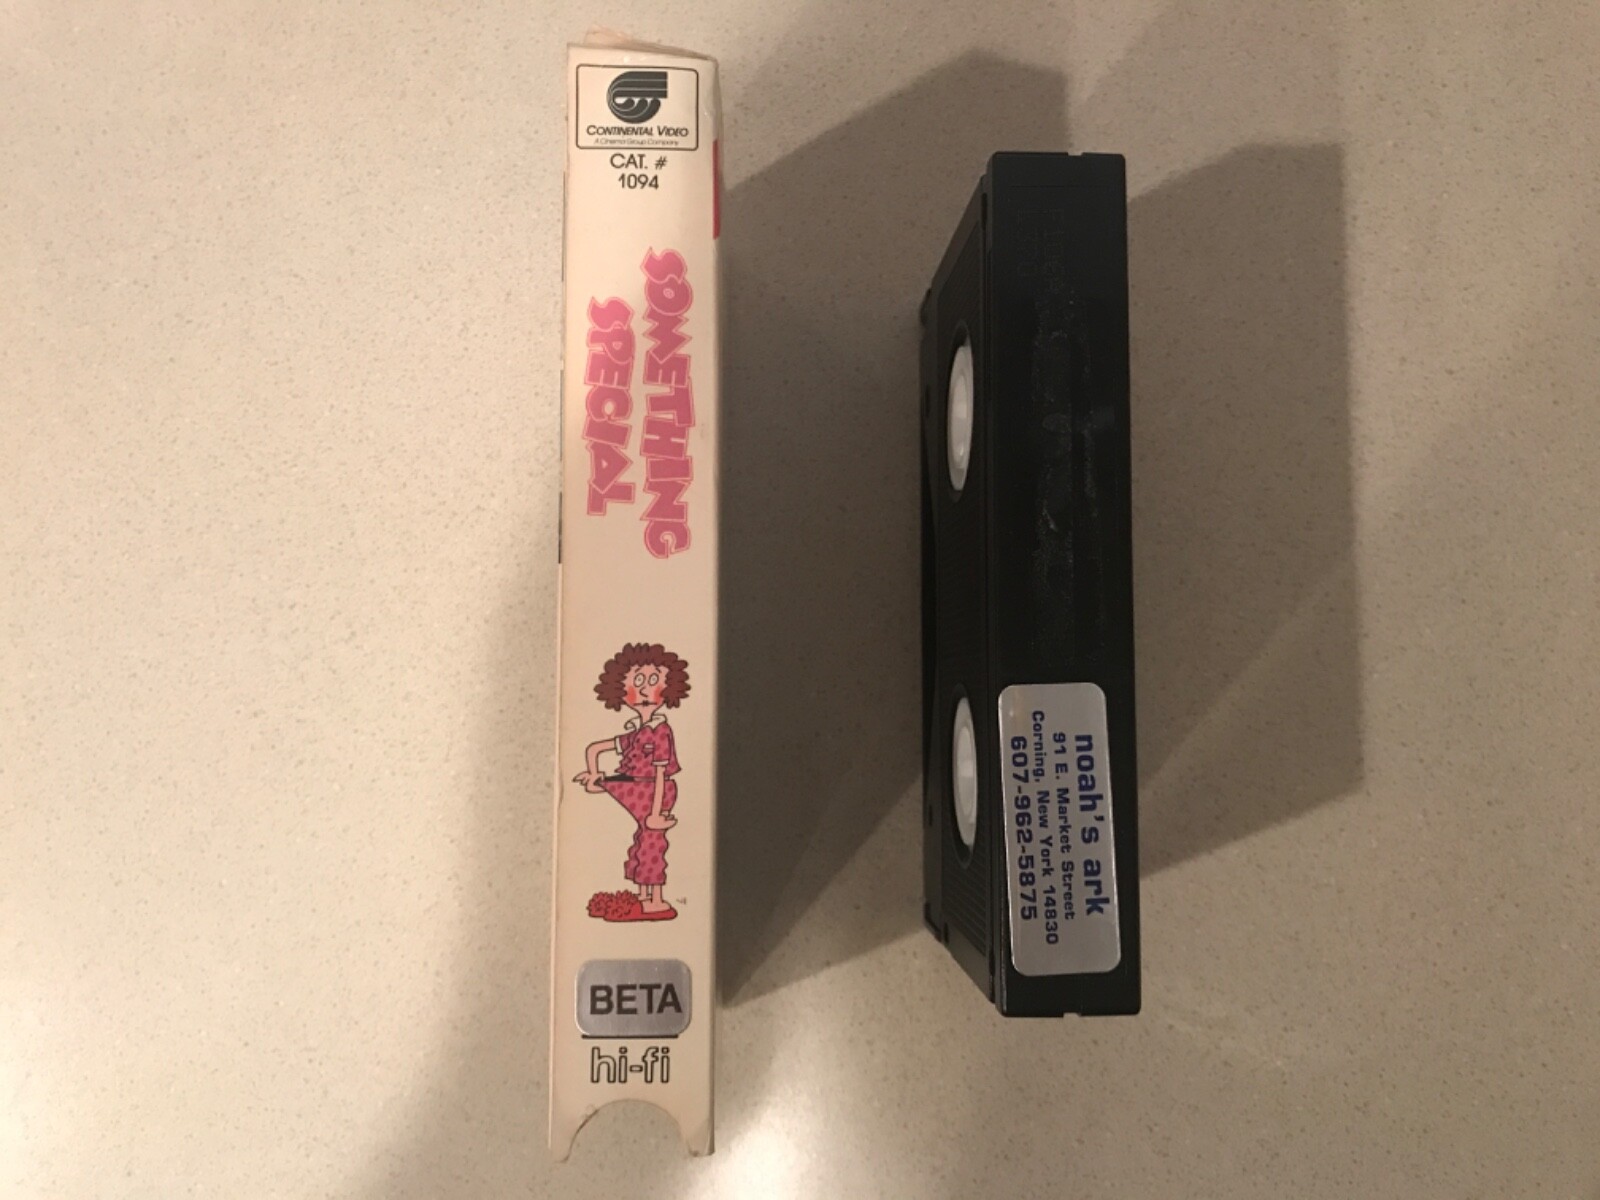 CONTINENTAL VIDEO
A Cinema Group Company
CAT. #
1094
SOMETHING
SPECIAL
BETA
hi-fi
noah's ark
91 E. Market Street
Corning, New York 14830
607-962-5875